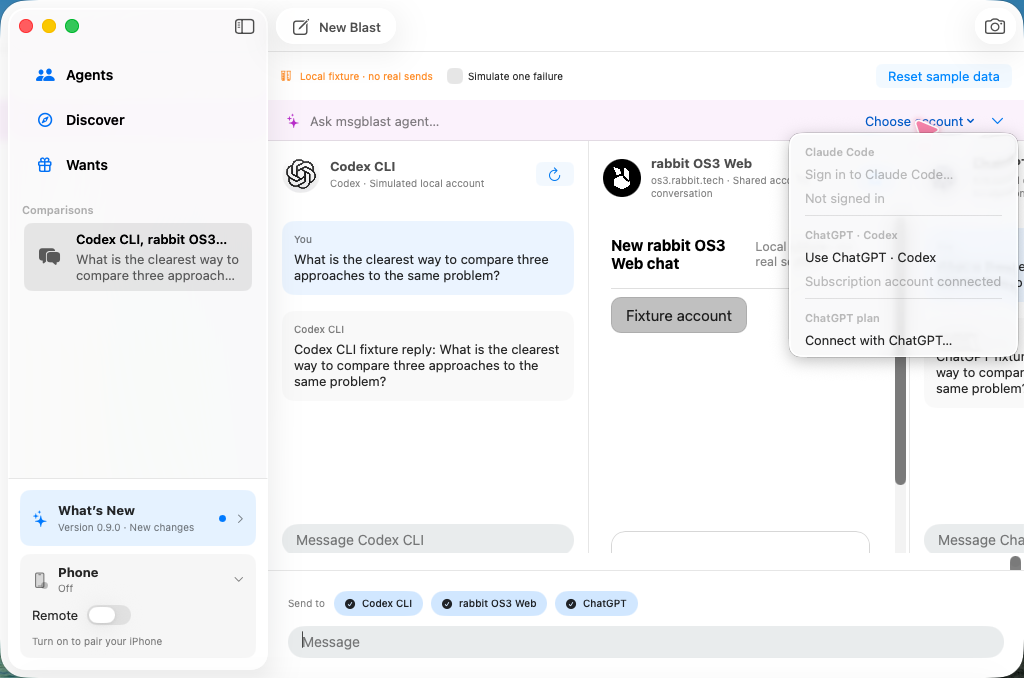 New Blast
Agents
Discover
Wants
Comparisons
Codex CLI, rabbit OS3...
What is the clearest way to
compare three approach...
What's New
Version 0.9.0 · New changes
Phone
Off
Remote
Turn on to pair your iPhone
Local fixture · no real sends
Simulate one failure
Reset sample data
Ask msgblast agent...
Choose account
Claude Code
Sign in to Claude Code...
Not signed in
ChatGPT · Codex
Use ChatGPT · Codex
Subscription account connected
ChatGPT plan
Connect with ChatGPT...
Codex CLI
Codex · Simulated local account
You
What is the clearest way to compare three
approaches to the same problem?
Codex CLI
Codex CLI fixture reply: What is the clearest
way to compare three approaches to the
same problem?
Message Codex CLI
rabbit OS3 Web
os3.rabbit.tech · Shared
conversation
New rabbit OS3
Web chat
Local
real
Fixture account
way to compar
same problem?
Message Cha
Send to
Codex CLI
rabbit OS3 Web
ChatGPT
Message